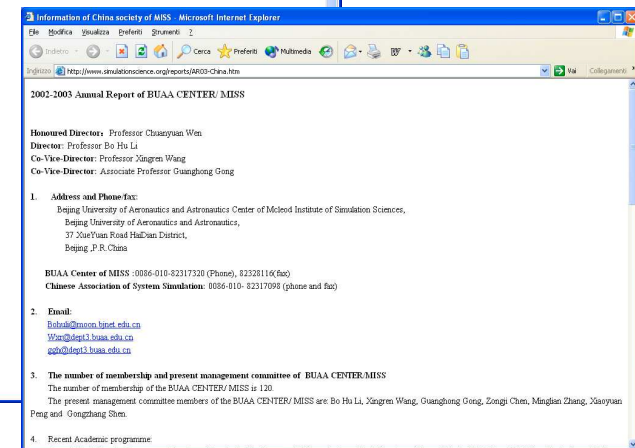 Information of China society of MISS - Microsoft Internet Explorer
File Modifica Visualizza Preferiti Strumenti ?
Indietro Cerca Preferiti Multimedia
Indirizzo http://www.simulationscience.org/reports/AR03-China.htm Vai Collegamenti
2002-2003 Annual Report of BUAA CENTER/ MISS
Honoured Director: Professor Chuanyuan Wen
Director: Professor Bo Hu Li
Co-Vice-Director: Professor Xingren Wang
Co-Vice-Director: Associate Professor Guanghong Gong
1. Address and Phone/fax:
Beijing University of Aeronautics and Astronautics Center of Mcleod Institute of Simulation Sciences,
Beijing University of Aeronautics and Astronautics,
37 XueYuan Road HaiDian District,
Beijing ,P.R.China
BUAA Center of MISS :0086-010-82317320 (Phone), 82328116(fax)
Chinese Association of System Simulation: 0086-010- 82317098 (phone and fax)
2. Email:
Bohuli@moon.bjnet.edu.cn
Wxr@dept3.buaa.edu.cn
ggh@dept3.buaa.edu.cn
3. The number of membership and present management committee of BUAA CENTER/MISS
The number of membership of the BUAA CENTER/ MISS is 120.
The present management committee members of the BUAA CENTER/ MISS are: Bo Hu Li, Xingren Wang, Guanghong Gong, Zongji Chen, Minglian Zhang, Xiaoyuan
Peng and Gongzhang Shen.
4. Recent Academic programme: